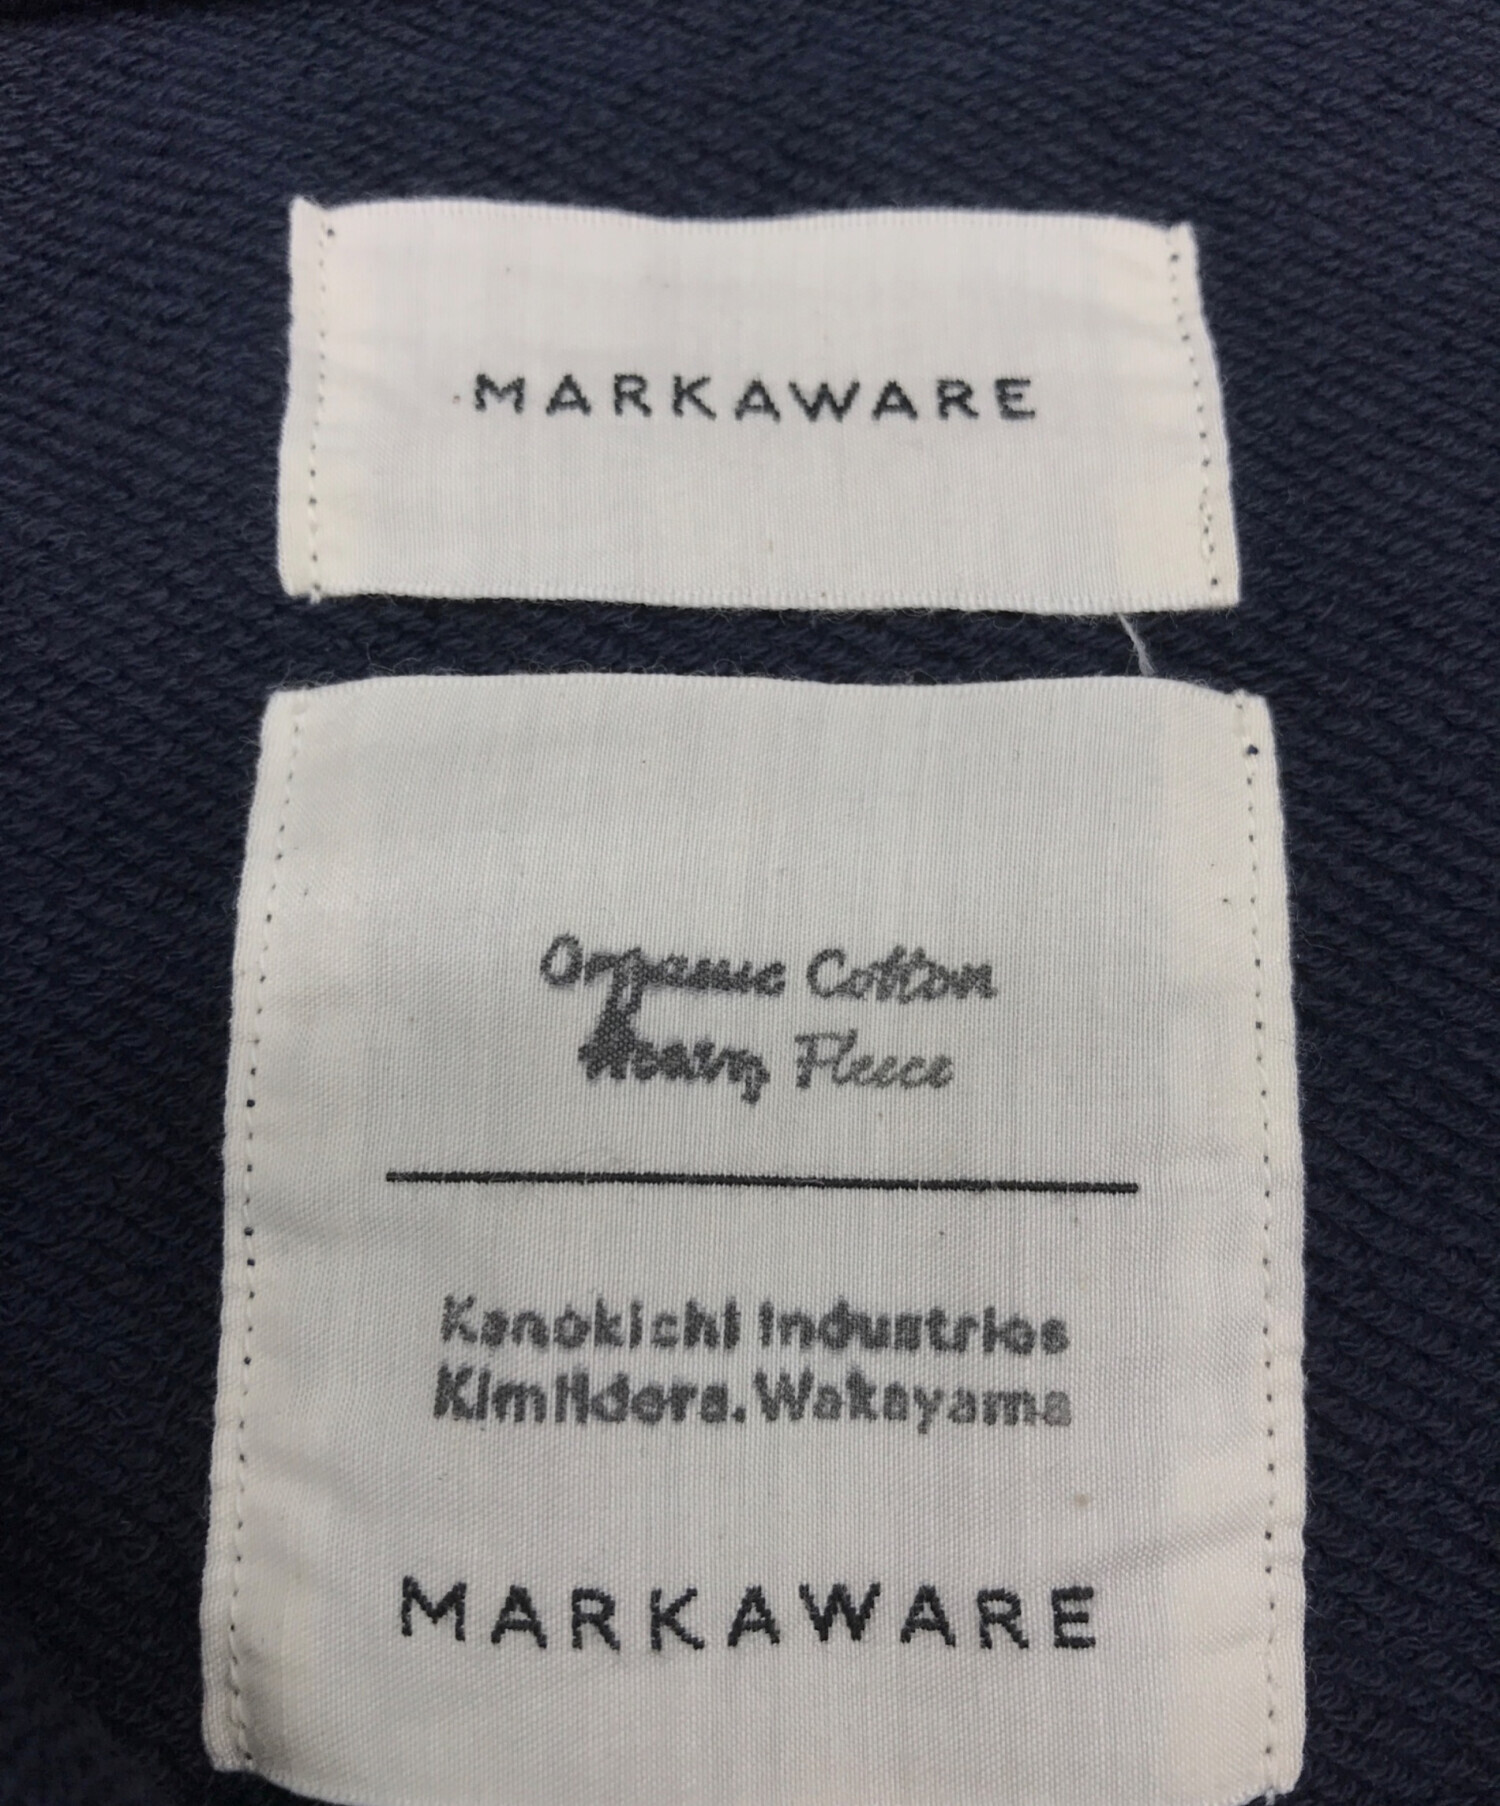 MARKAWARE
Organic Cotton
Heavy Fleece
Kanokichi Industries
Kimiidera. Wakayama
MARKAWARE